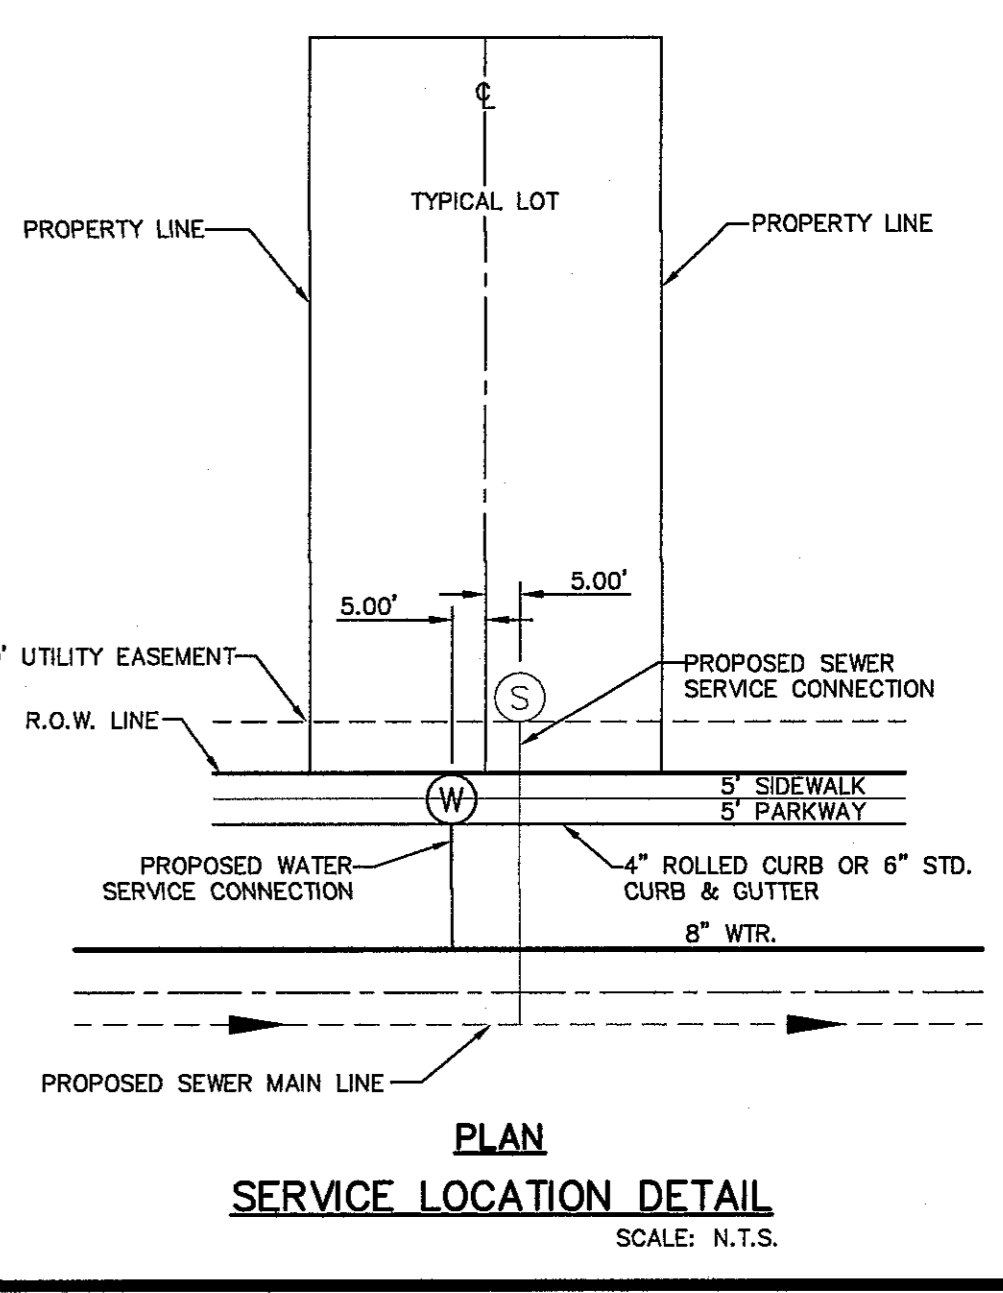 ℄
TYPICAL LOT
PROPERTY LINE
PROPERTY LINE
5.00'
5.00'
' UTILITY EASEMENT
R.O.W. LINE
S
PROPOSED SEWER
SERVICE CONNECTION
W
5' SIDEWALK
5' PARKWAY
PROPOSED WATER
SERVICE CONNECTION
4" ROLLED CURB OR 6" STD.
CURB & GUTTER
8" WTR.
PROPOSED SEWER MAIN LINE
PLAN
SERVICE LOCATION DETAIL
SCALE: N.T.S.